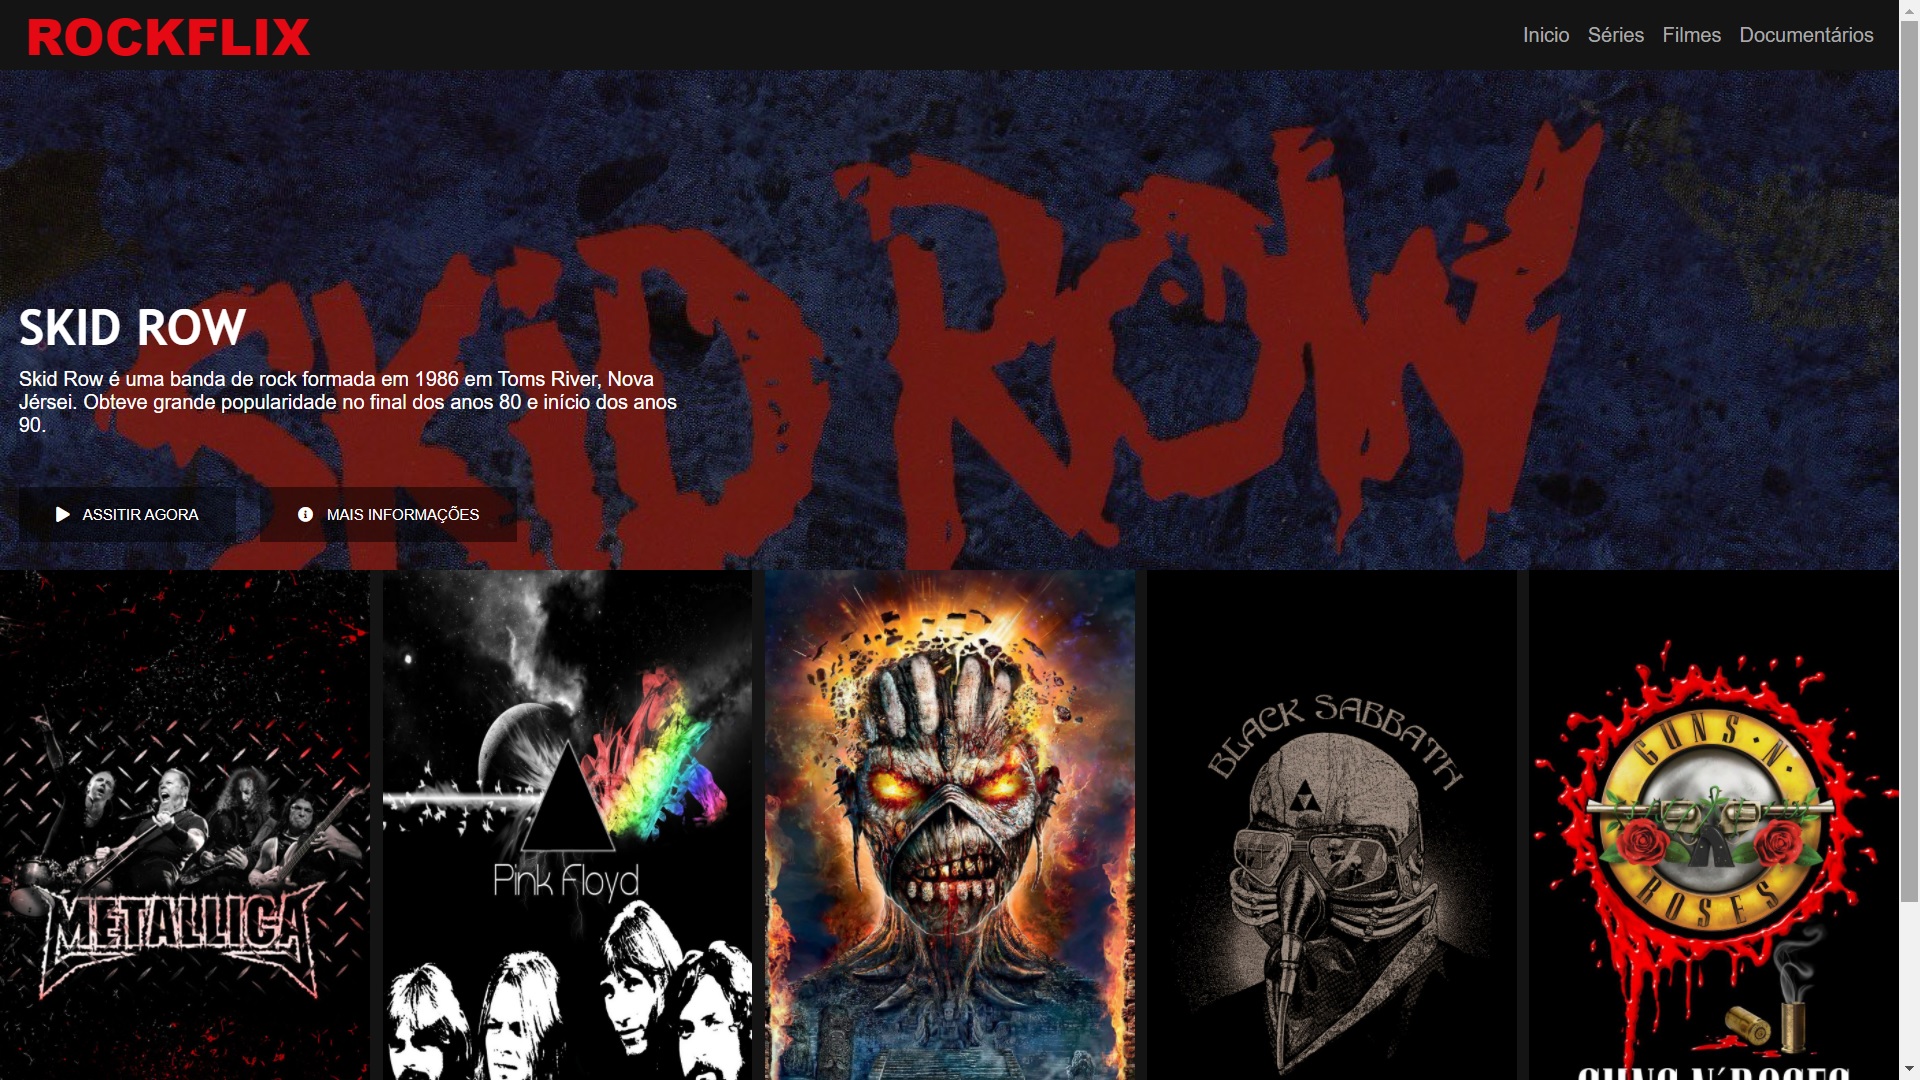 ROCKFLIX
Inicio Séries Filmes Documentários
SKID ROW
SKID ROW
Skid Row é uma banda de rock formada em 1986 em Toms River, Nova
Jérsei. Obteve grande popularidade no final dos anos 80 e início dos anos
90.
ASSITIR AGORA
MAIS INFORMAÇÕES
METALLICA
Pink Floyd
BLACK SABBATH
GUNS · N ·
ROSES
GUNS N' ROSES